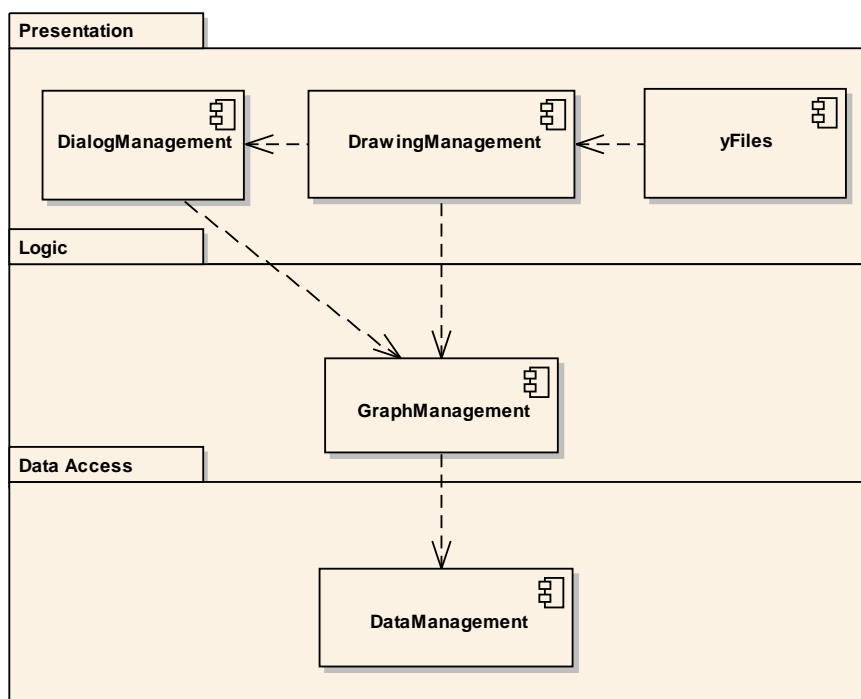 Presentation
DialogManagement
DrawingManagement
yFiles
Logic
GraphManagement
Data Access
DataManagement